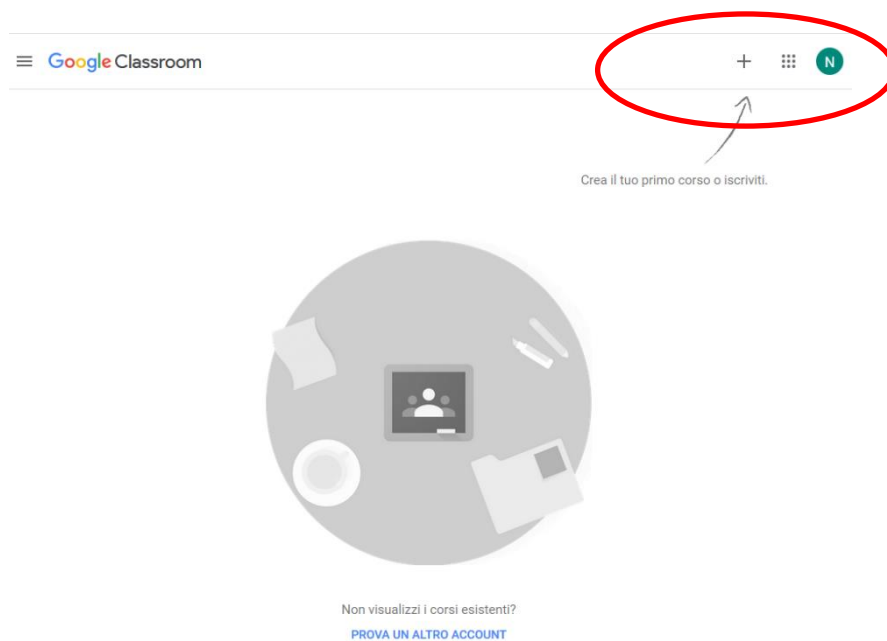 Google Classroom
N
Crea il tuo primo corso o iscriviti.
Non visualizzi i corsi esistenti?
PROVA UN ALTRO ACCOUNT